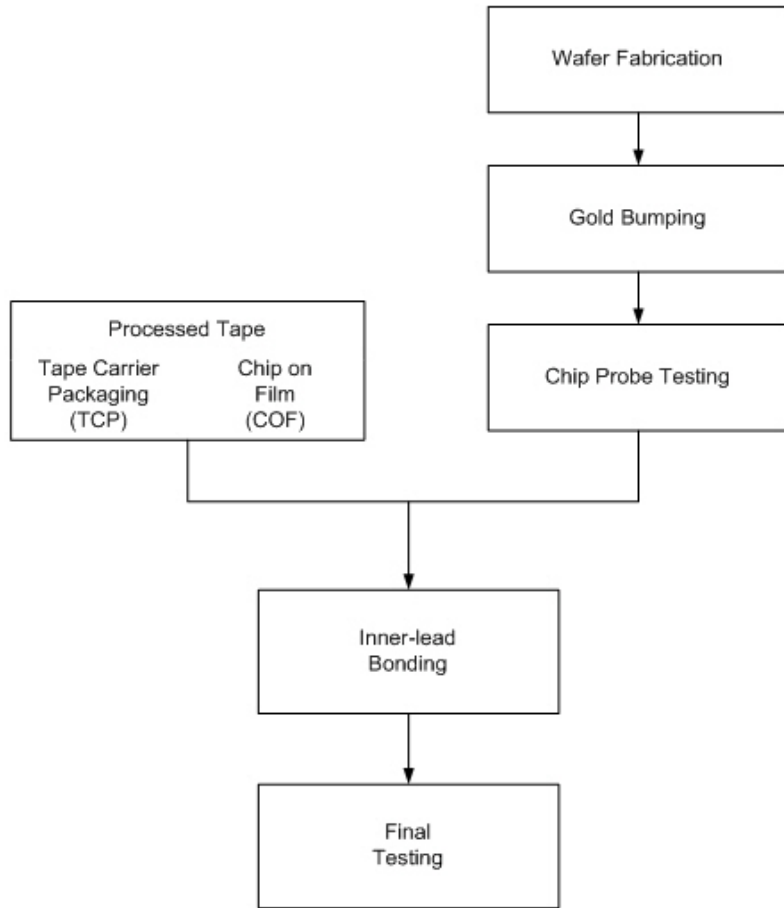 Wafer Fabrication
Gold Bumping
Processed Tape
Tape Carrier
Packaging
(TCP)
Chip on
Film
(COF)
Chip Probe Testing
Inner-lead
Bonding
Final
Testing